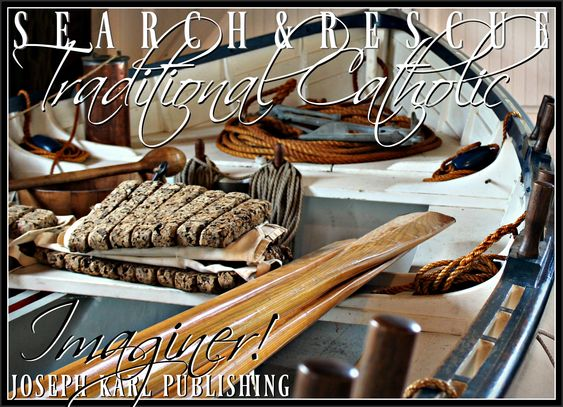 SEARCH & RESCUE
Traditional Catholic
Imaginer!
JOSEPH KARL PUBLISHING